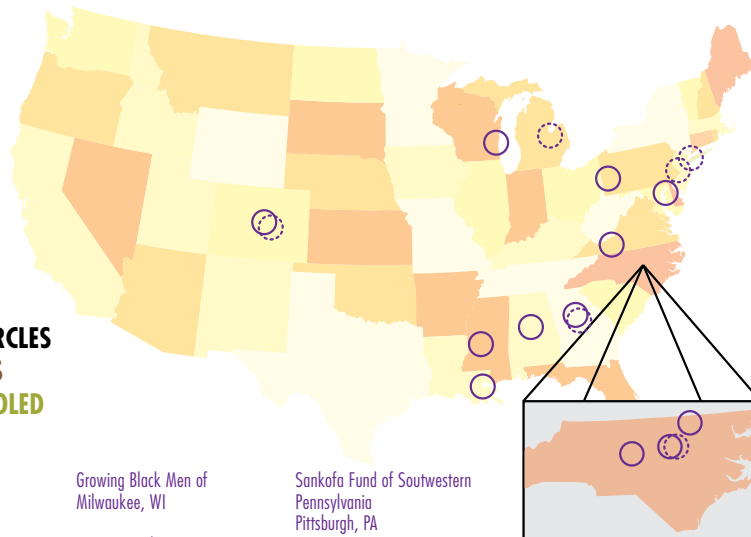 RCLES
S
OLED
Growing Black Men of
Milwaukee, WI
Sankofa Fund of Soutwestern
Pennsylvania
Pittsburgh, PA